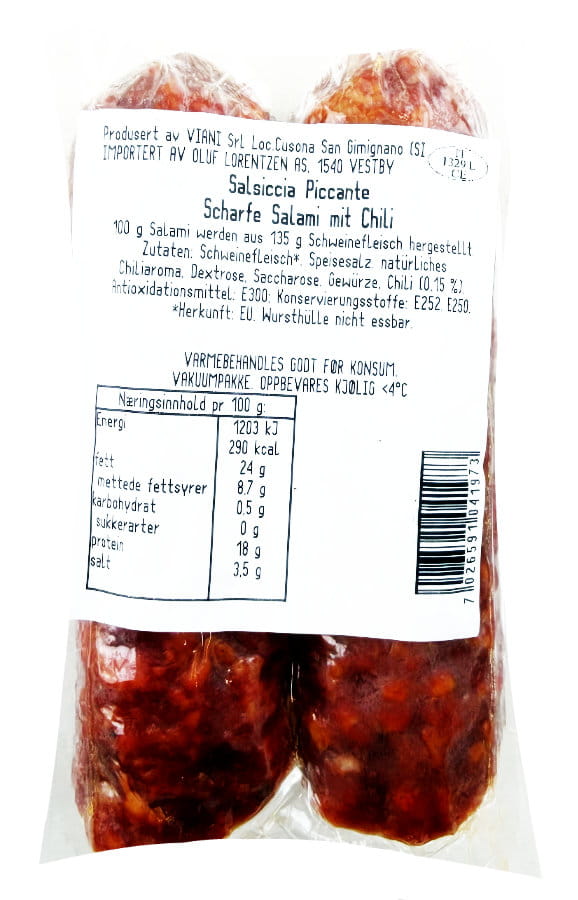 Produsert av VIANI Srl Loc.Cusona San Gimignano (SI
IT
1329 L
CE
IMPORTERT AV OLUF LORENTZEN AS, 1540 VESTBY
Salsiccia Piccante
Scharfe Salami mit Chili
100 g Salami werden aus 135 g Schweinefleisch hergestellt
Zutaten: Schweinefleisch*, Speisesalz, natürliches
Chiliaroma, Dextrose, Saccharose, Gewürze, Chili (0,15 %),
Antioxidationsmittel: E300; Konservierungsstoffe: E252, E250.
*Herkunft: EU. Wursthülle nicht essbar.
VARMEBEHANDLES GODT FØR KONSUM.
VAKUUMPAKKE. OPPBEVARES KJØLIG <4°C
Næringsinnhold pr 100 g:
Energi 1203 kJ
290 kcal
fett 24 g
mettede fettsyrer 8,7 g
karbohydrat 0,5 g
sukkerarter 0 g
protein 18 g
salt 3,5 g
7 026591 041973